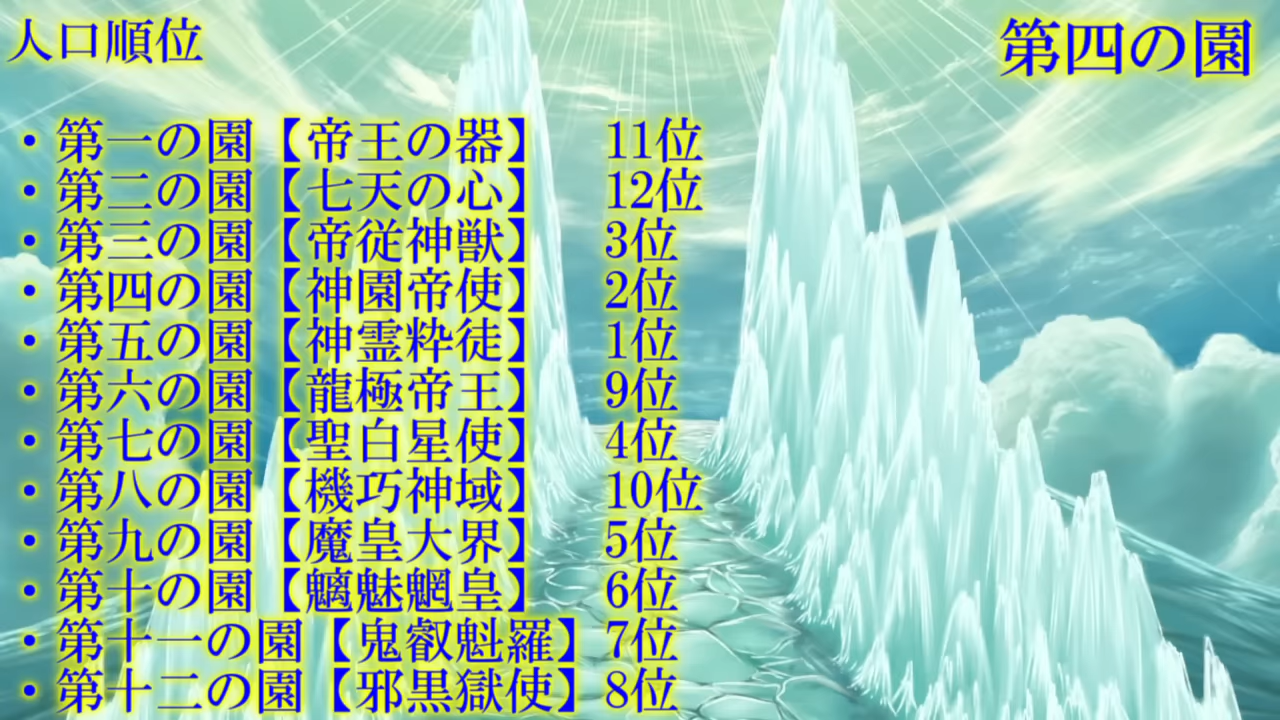 人口順位
第四の園
・第一の園【帝王の器】 11位
・第二の園【七天の心】 12位
・第三の園【帝従神獣】 3位
・第四の園【神園帝使】 2位
・第五の園【神霊粋徒】 1位
・第六の園【龍極帝王】 9位
・第七の園【聖白星使】 4位
・第八の園【機巧神域】 10位
・第九の園【魔皇大界】 5位
・第十の園【魑魅魍皇】 6位
・第十一の園【鬼叡魁羅】 7位
・第十二の園【邪黒獄使】 8位